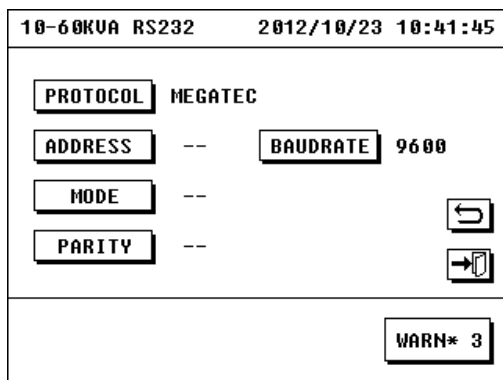 10-60KVA RS232 2012/10/23 10:41:45
PROTOCOL MEGATEC
ADDRESS -- BAUDRATE 9600
MODE --
PARITY --
WARN* 3